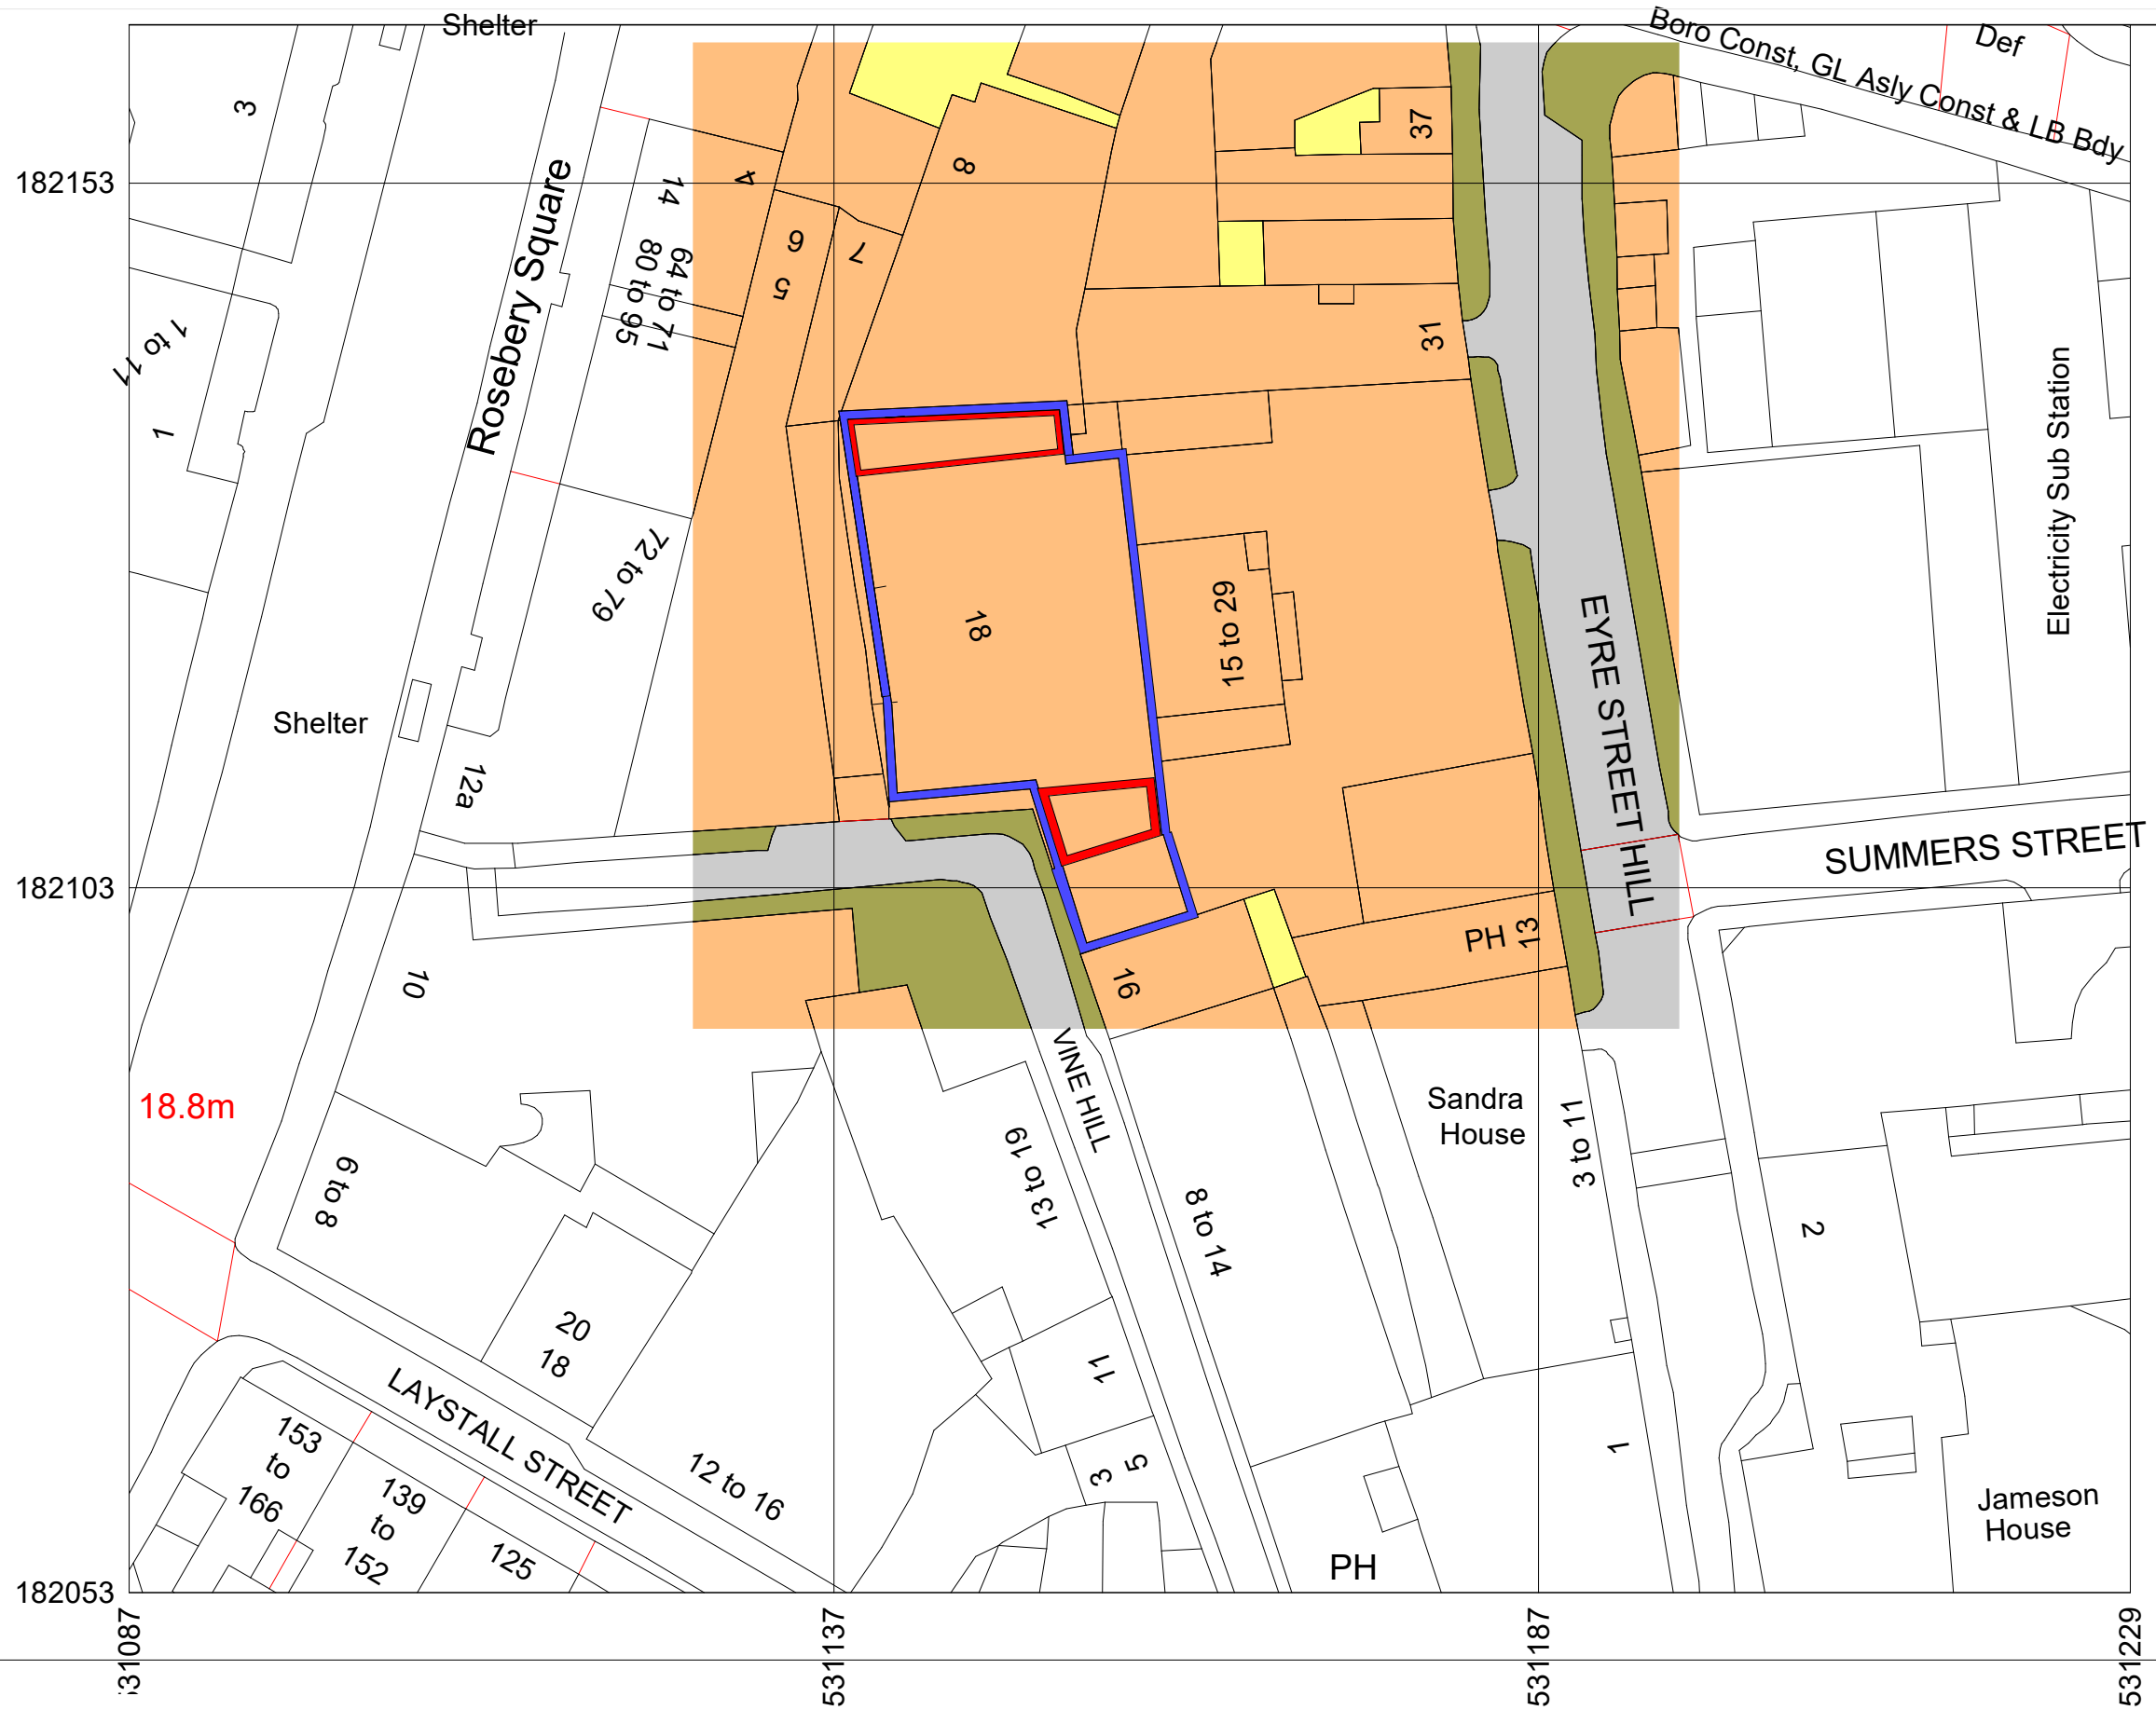 Shelter
Boro Const, GL Asly Const & LB Bdy
Def
3
37
8
182153
4
14
Rosebery Square
64 to 71
80 to 95
6
7
5
1 to 11
31
1
Electricity Sub Station
72 to 79
18
15 to 29
EYRE STREET HILL
Shelter
12a
SUMMERS STREET
182103
PH
13
10
16
VINE HILL
18.8m
Sandra
House
3 to 11
6 to 8
13 to 19
8 to 14
2
20
18
11
LAYSTALL STREET
153
to
166
139
to
152
125
12 to 16
3
5
1
Jameson
House
PH
182053
531087
531137
531187
531229